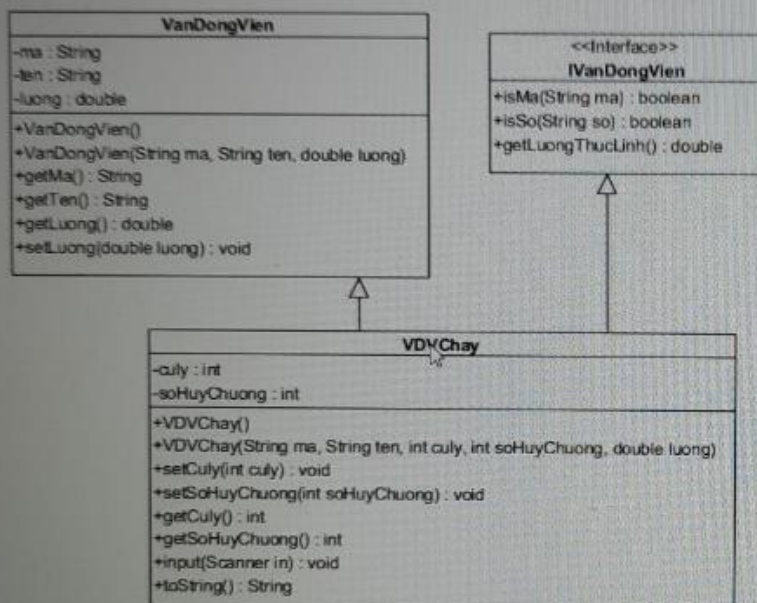 VanDongVien
-ma : String
-ten : String
-luong : double
+VanDongVien()
+VanDongVien(String ma, String ten, double luong)
+getMa() : String
+getTen() : String
+getLuong() : double
+setLuong(double luong) : void
<<Interface>>
IVanDongVien
+isMa(String ma) : boolean
+isSo(String so) : boolean
+getLuongThucLinh() : double
VDVChay
-culy : int
-soHuyChuong : int
+VDVChay()
+VDVChay(String ma, String ten, int culy, int soHuyChuong, double luong)
+setCuly(int culy) : void
+setSoHuyChuong(int soHuyChuong) : void
+getCuly() : int
+getSoHuyChuong() : int
+input(Scanner in) : void
+toString() : String